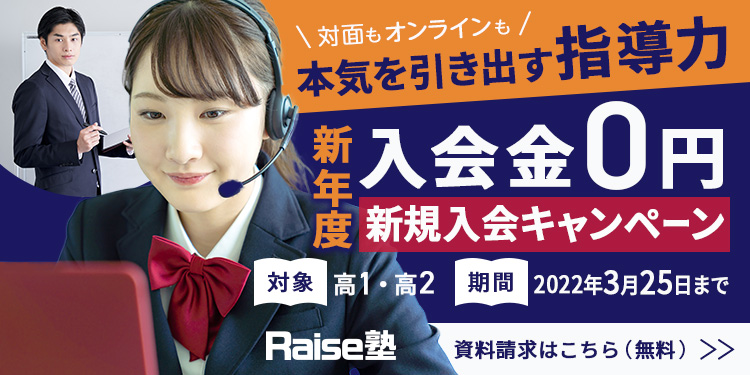 ＼対面もオンラインも／
本気を引き出す指導力
新年度
入会金0円
新規入会キャンペーン
対象 高1・高2 期間 2022年3月25日まで
Raise塾 資料請求はこちら（無料） >>